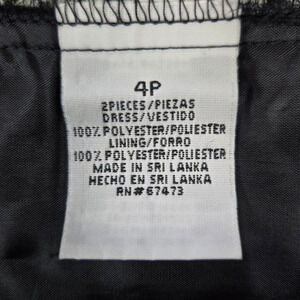 4P
2PIECES/PIEZAS
DRESS/VESTIDO
100% POLYESTER/POLIESTER
LINING/FORRO
100% POLYESTER/POLIESTER
MADE IN SRI LANKA
HECHO EN SRI LANKA
RN#67473